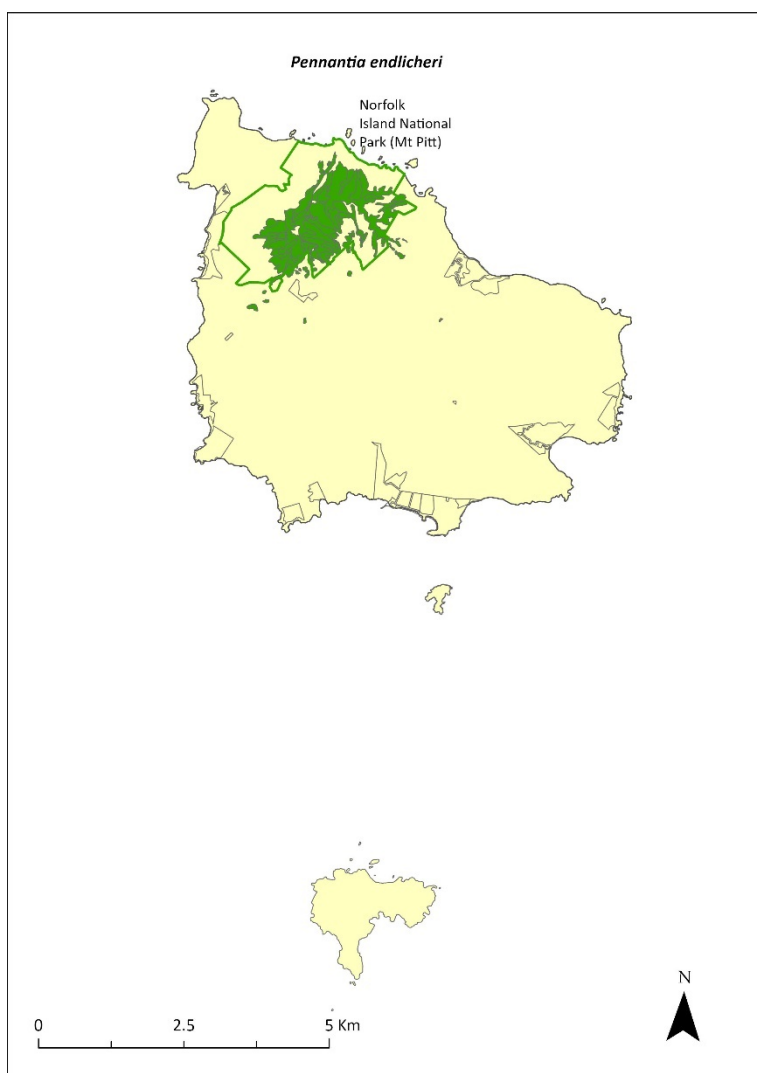 Pennantia endlicheri
Norfolk
Island National
Park (Mt Pitt)
N
0 2.5 5 Km